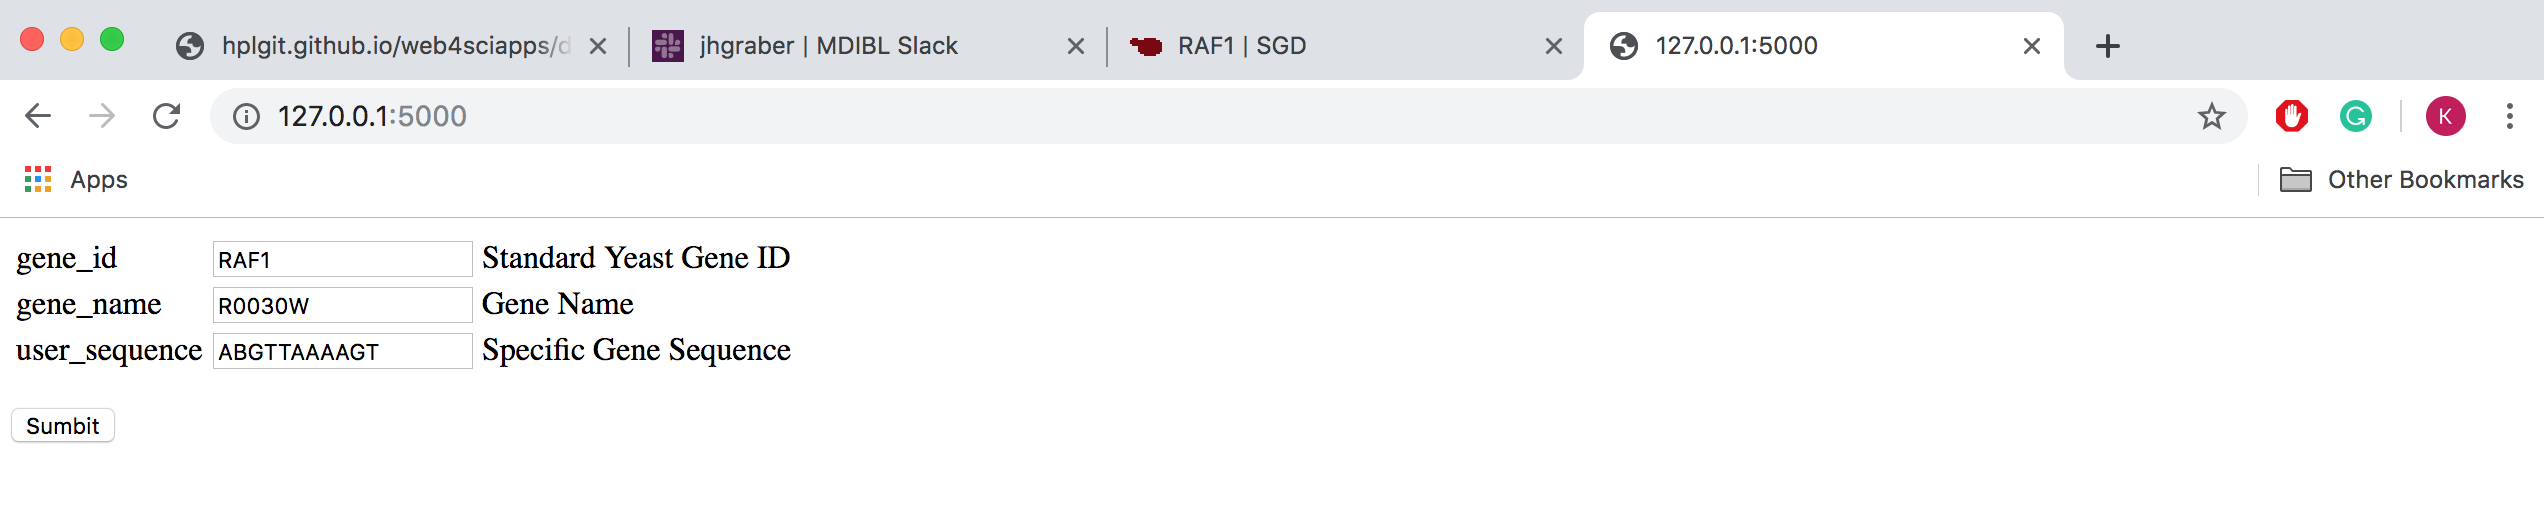 hplgit.github.io/web4sciapps/d jhgraber | MDIBL Slack RAF1 | SGD 127.0.0.1:5000
127.0.0.1:5000 K
Apps Other Bookmarks
gene_id RAF1 Standard Yeast Gene ID
gene_name R0030W Gene Name
user_sequence ABGTTAAAAGT Specific Gene Sequence
Sumbit